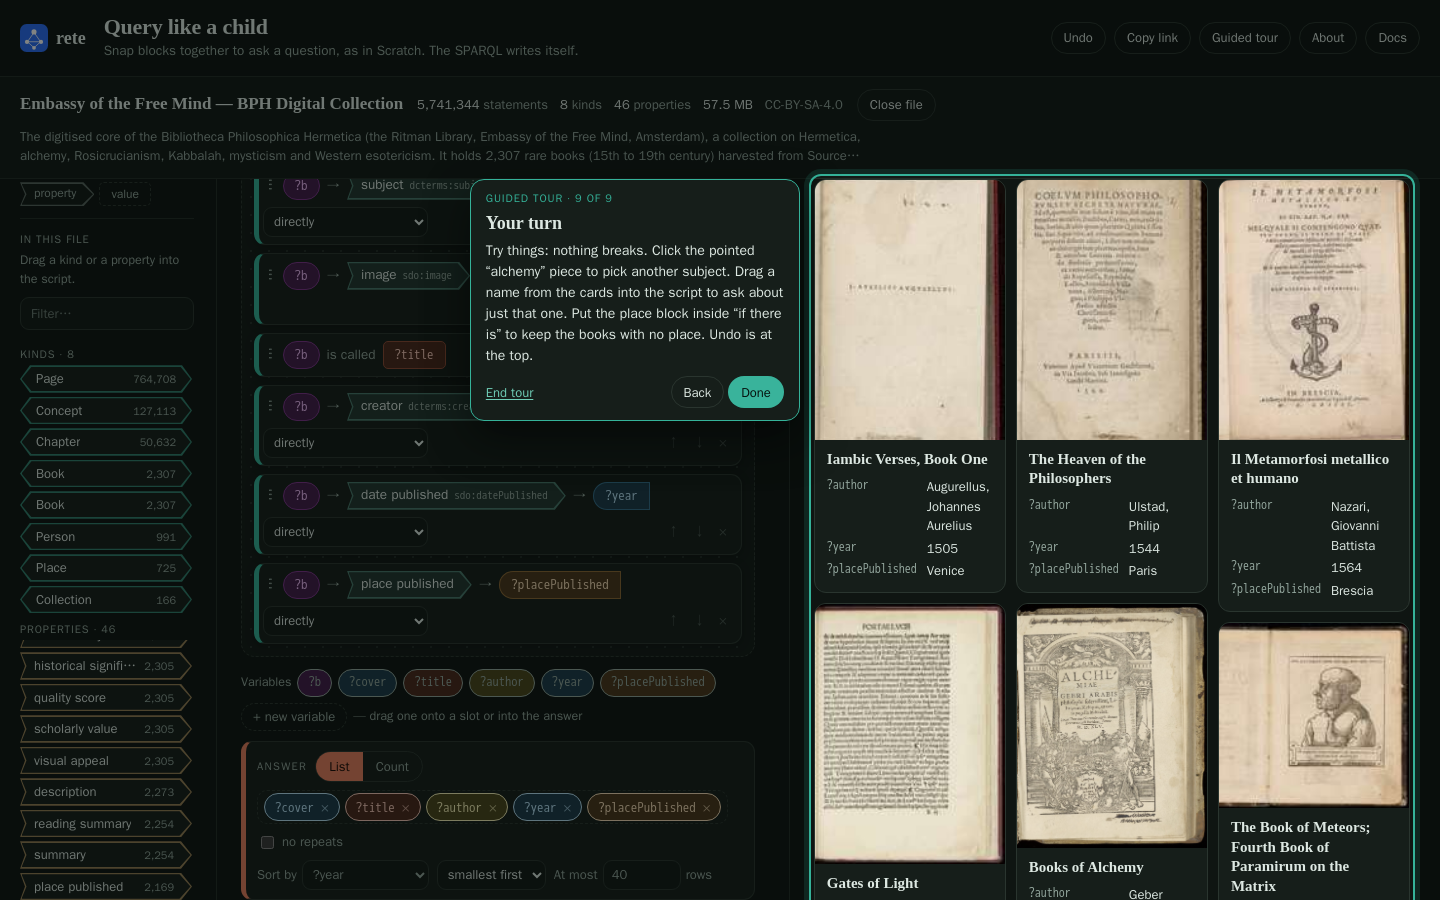 rete
Query like a child
Snap blocks together to ask a question, as in Scratch. The SPARQL writes itself.
Undo
Copy link
Guided tour
About
Docs
Embassy of the Free Mind — BPH Digital Collection 5,741,344 statements 8 kinds 46 properties 57.5 MB CC-BY-SA-4.0 Close file
The digitised core of the Bibliotheca Philosophica Hermetica (the Ritman Library, Embassy of the Free Mind, Amsterdam), a collection on Hermetica,
alchemy, Rosicrucianism, Kabbalah, mysticism and Western esotericism. It holds 2,307 rare books (15th to 19th century) harvested from Source…
property value
IN THIS FILE
Drag a kind or a property into
the script.
Filter…
KINDS · 8
Page 764,708
Concept 127,113
Chapter 50,632
Book 2,307
Book 2,307
Person 991
Place 725
Collection 166
PROPERTIES · 46
historical signifi… 2,305
quality score 2,305
scholarly value 2,305
visual appeal 2,305
description 2,273
reading summary 2,254
summary 2,254
place published 2,169
?b → subject dcterms:sub
directly
?b → image sdo:image
?b is called ?title
?b → creator dcterms:cre
directly ↑ ↓ ×
?b → date published sdo:datePublished → ?year
directly ↑ ↓ ×
?b → place published → ?placePublished
directly ↑ ↓ ×
Variables ?b ?cover ?title ?author ?year ?placePublished
+ new variable — drag one onto a slot or into the answer
ANSWER List Count
?cover × ?title × ?author × ?year × ?placePublished ×
no repeats
Sort by ?year smallest first At most 40 rows
GUIDED TOUR · 9 OF 9
Your turn
Try things: nothing breaks. Click the pointed
“alchemy” piece to pick another subject. Drag a
name from the cards into the script to ask about
just that one. Put the place block inside “if there
is” to keep the books with no place. Undo is at
the top.
End tour
Back
Done
Iambic Verses, Book One
?author Augurellus,
Johannes
Aurelius
?year 1505
?placePublished Venice
COELVM PHILOSOPHO
PARISIIS,
The Heaven of the
Philosophers
?author Ulstad,
Philip
?year 1544
?placePublished Paris
IL METAMORFOSI
IN BRESCIA,
Il Metamorfosi metallico
et humano
?author Nazari,
Giovanni
Battista
?year 1564
?placePublished Brescia
PORTAE LVCIS
Gates of Light
ALCHE-
MIAE
GEBRI ARABIS
Books of Alchemy
?author Geber
The Book of Meteors;
Fourth Book of
Paramirum on the
Matrix